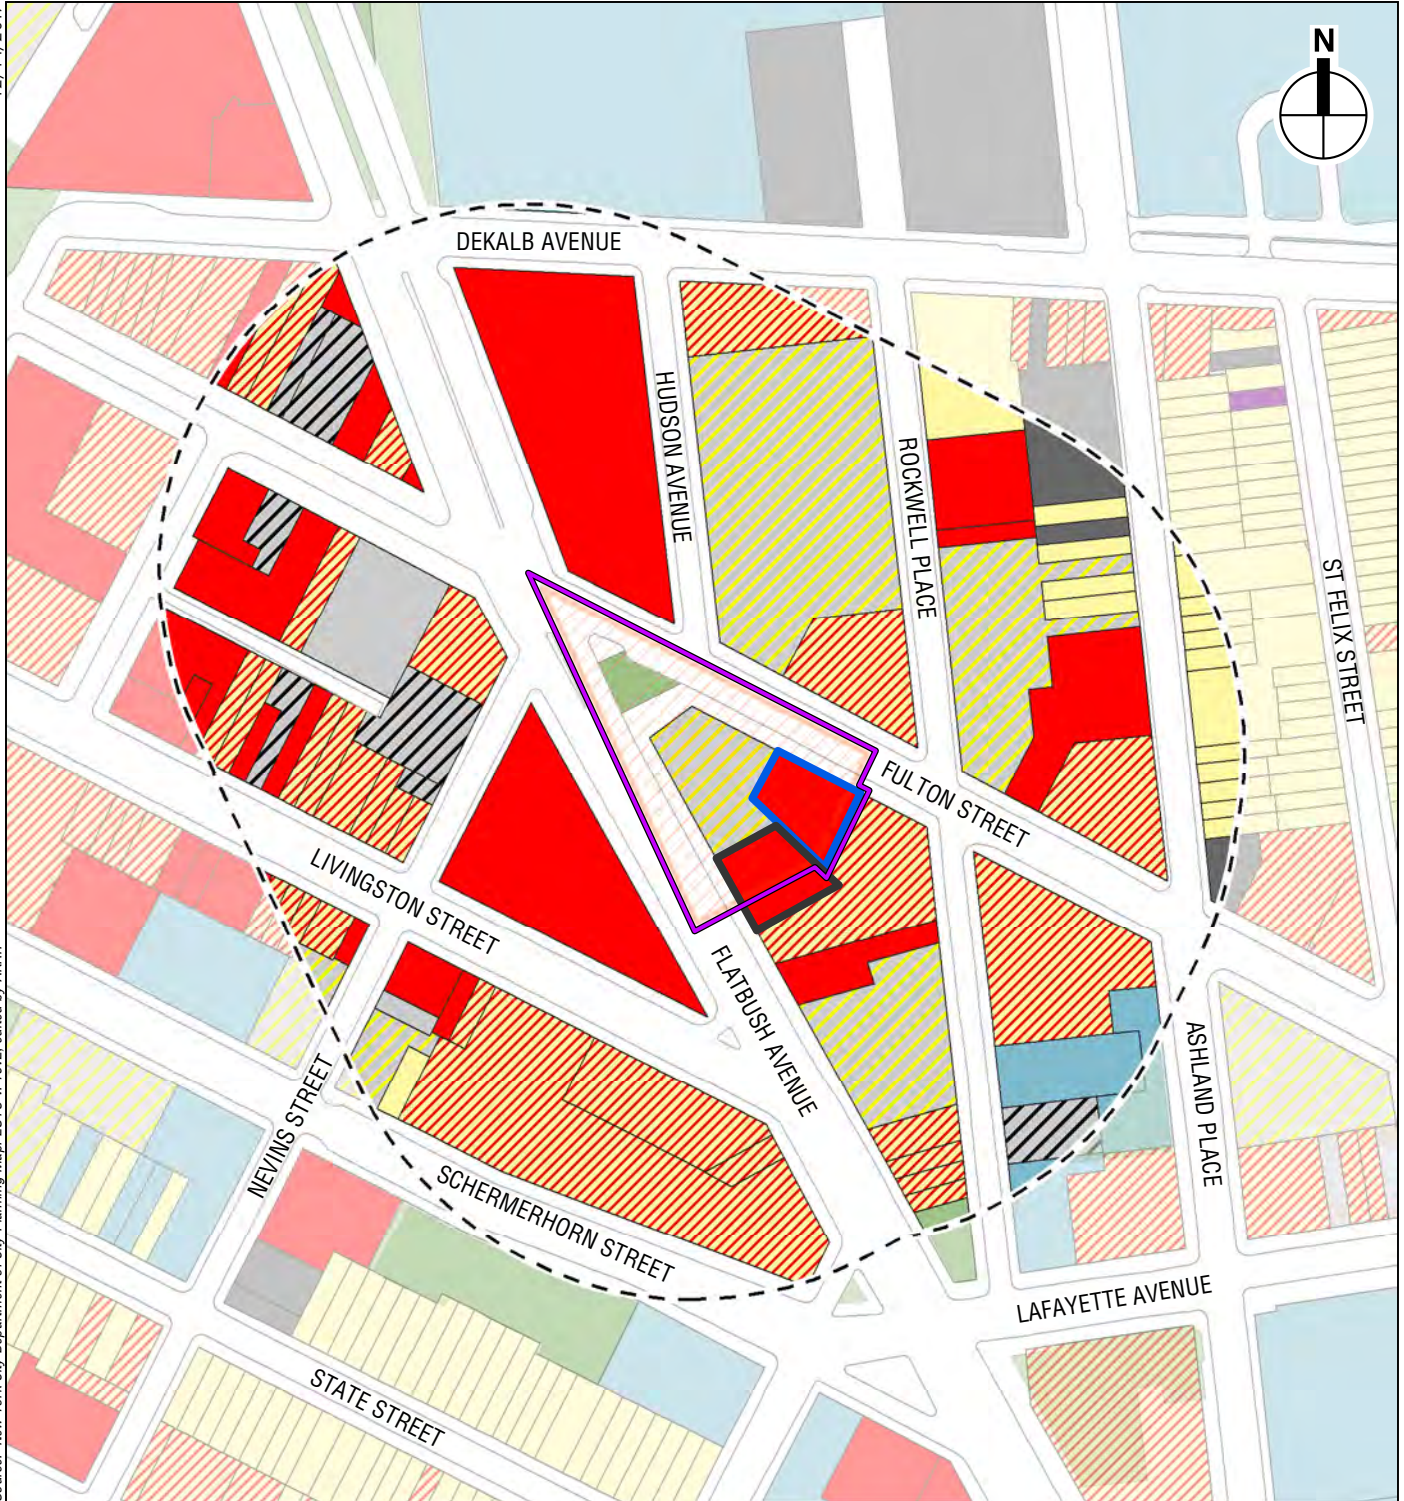 N
DEKALB AVENUE
HUDSON AVENUE
ROCKWELL PLACE
ST FELIX STREET
FULTON STREET
LIVINGSTON STREET
FLATBUSH AVENUE
ASHLAND PLACE
NEVINS STREET
SCHERMERHORN STREET
LAFAYETTE AVENUE
STATE STREET